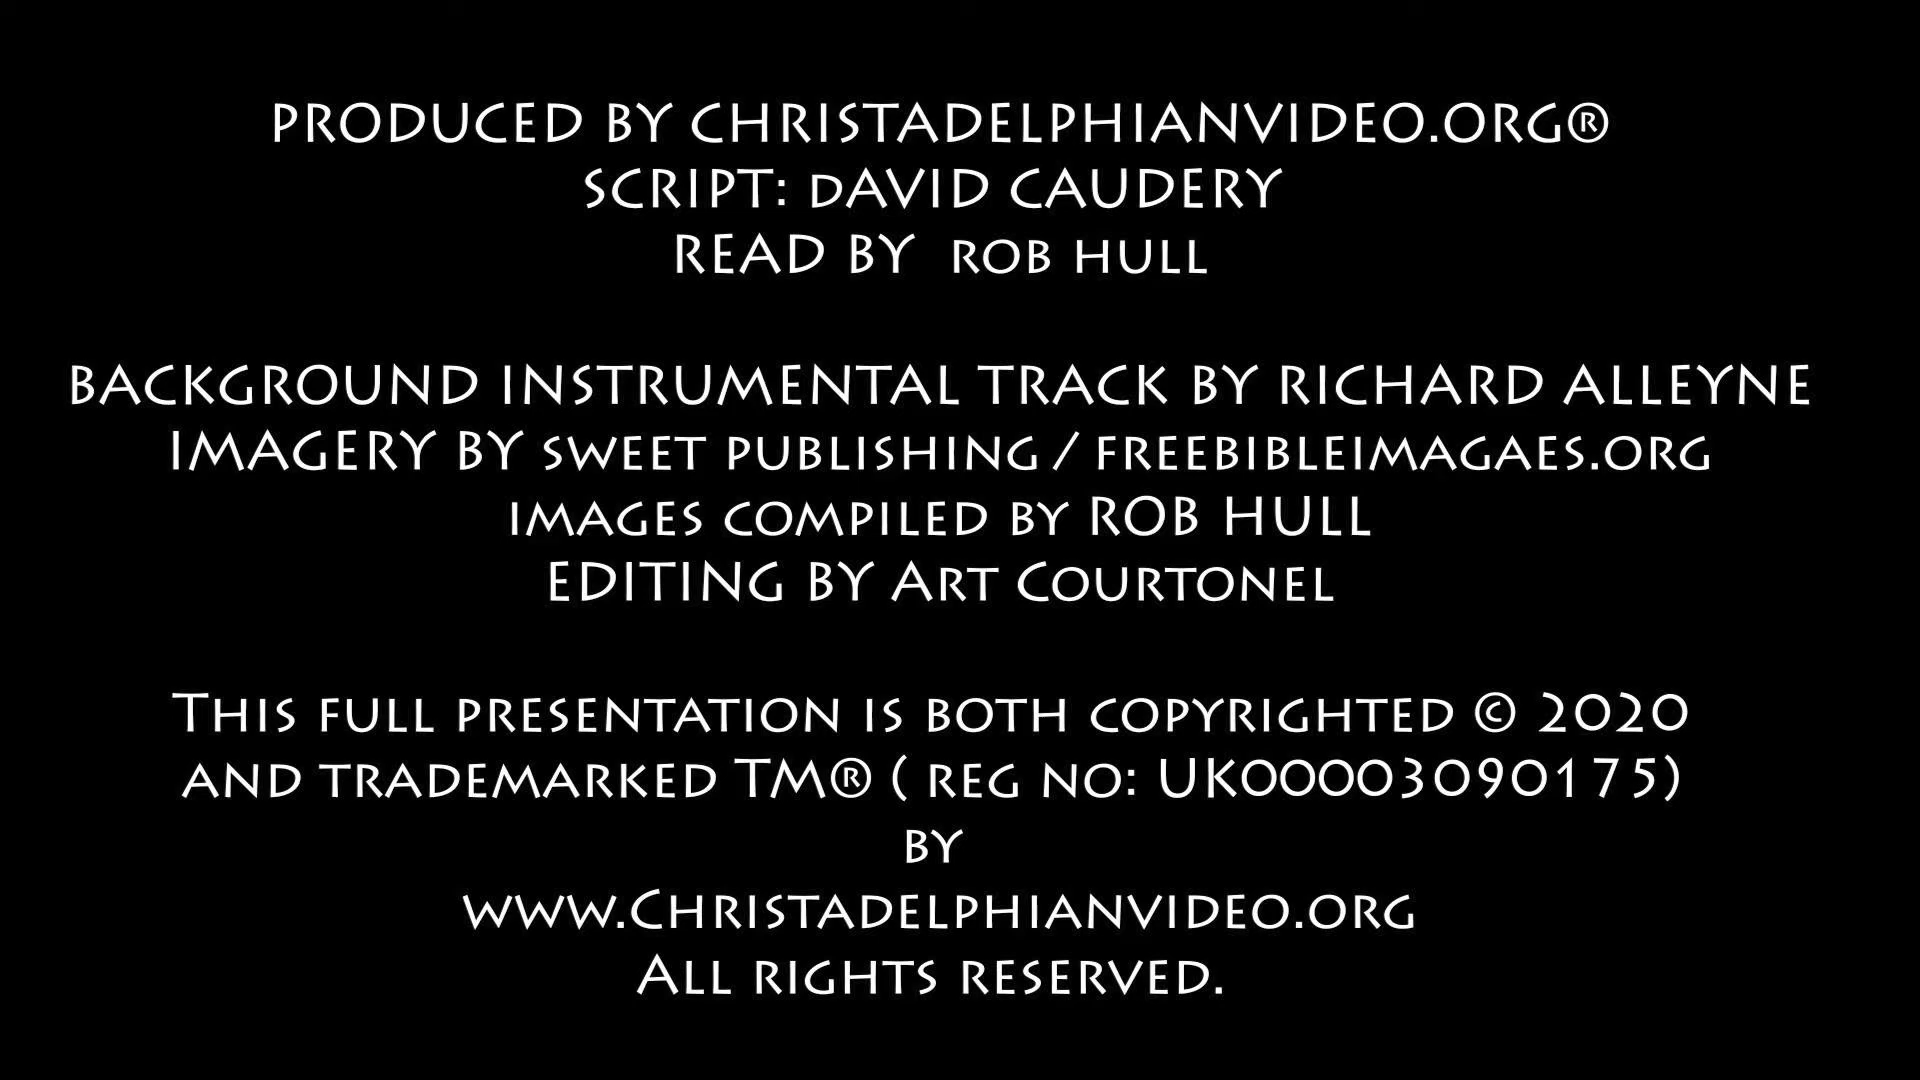 PRODUCED BY CHRISTADELPHIANVIDEO.ORG®
SCRIPT: dAVID CAUDERY
READ BY rob hull
BACKGROUND INSTRUMENTAL TRACK BY RICHARD ALLEYNE
IMAGERY BY sweet publishing / freebibleimagaes.org
images compiled by ROB HULL
EDITING BY Art Courtonel
This full presentation is both copyrighted © 2020
and trademarked TM® ( reg no: UK00003090175)
by
www.Christadelphianvideo.org
All rights reserved.